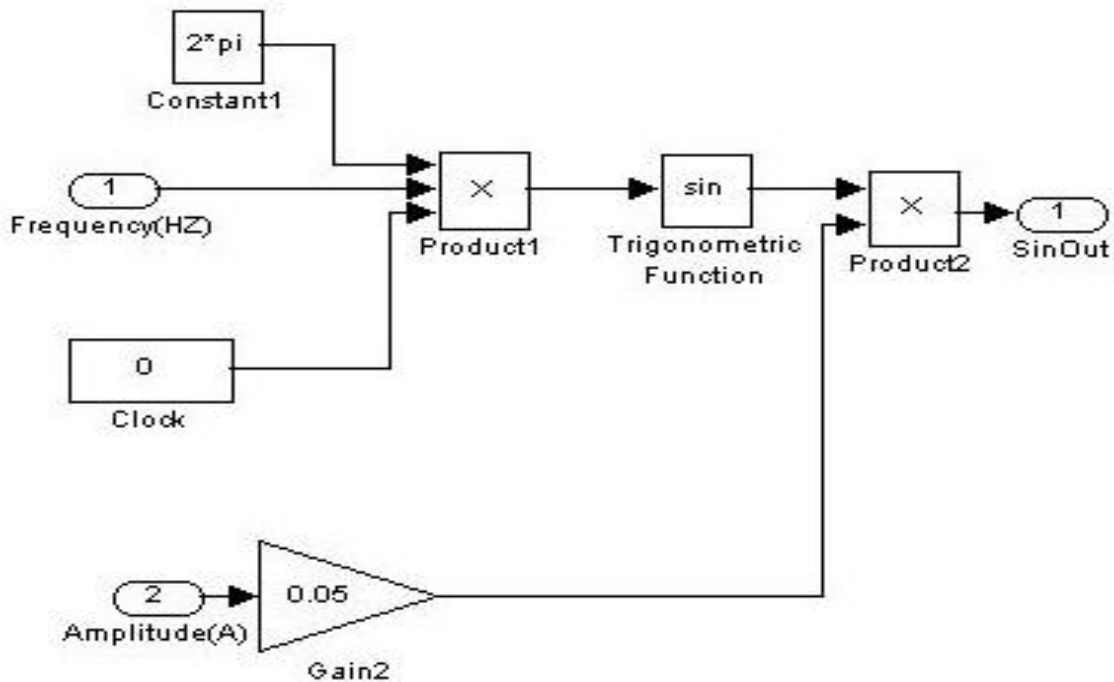 2*pi
Constant1
1
Frequency(HZ)
×
Product1
sin
Trigonometric
Function
×
Product2
1
SinOut
0
Clock
2
Amplitude(A)
0.05
Gain2